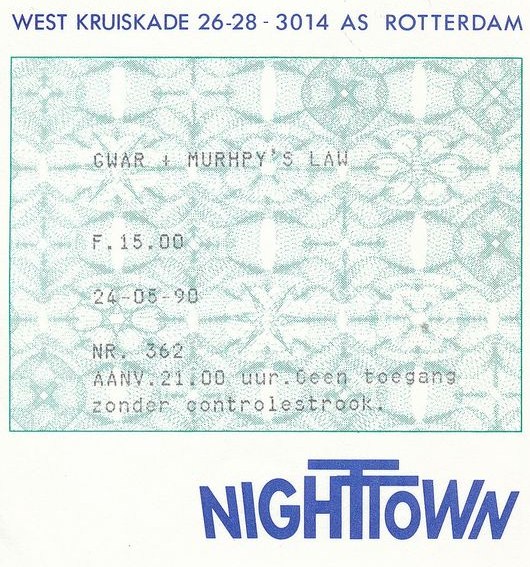 WEST KRUISKADE 26-28 - 3014 AS ROTTERDAM
GWAR + MURHPY'S LAW
F.15.00
24-05-90
NR. 362
AANV.21.00 uur.Geen toegang
zonder controlestrook.
NIGHTTOWN